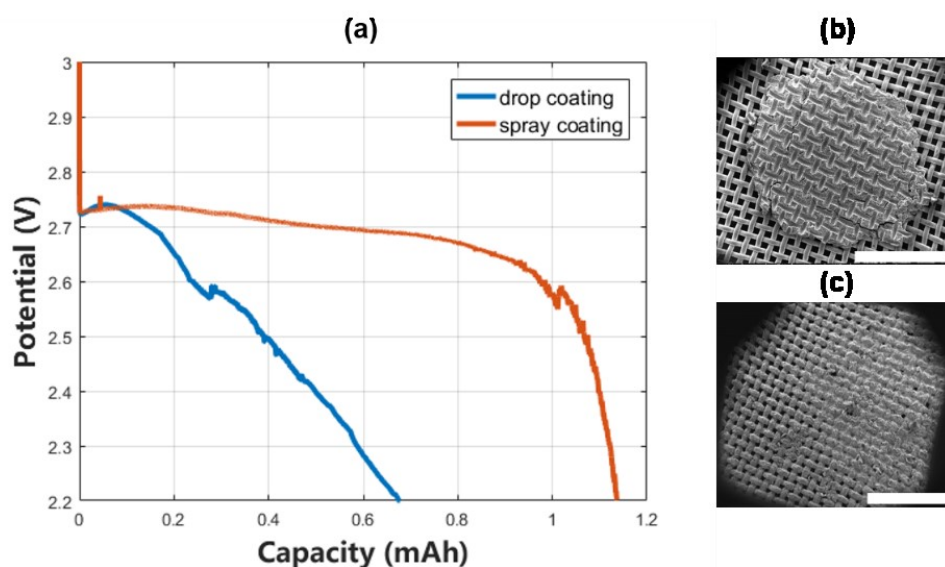 (a)
3
2.9
2.8
2.7
2.6
2.5
2.4
2.3
2.2
0
0.2
0.4
0.6
0.8
1
1.2
Potential (V)
Capacity (mAh)
drop coating
spray coating
(b)
(c)